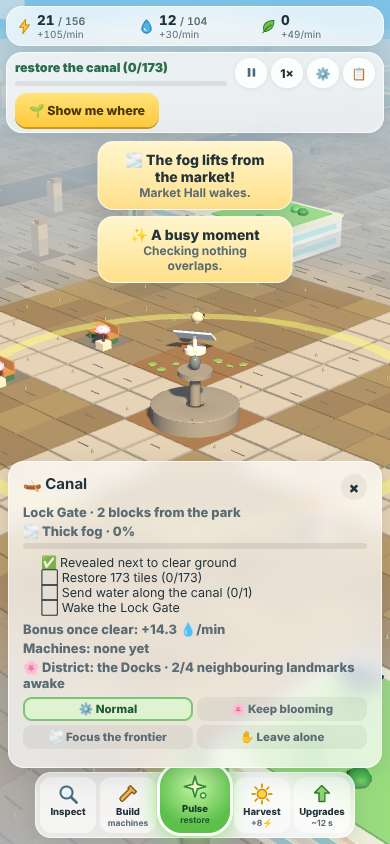 21 / 156
+105/min
12 / 104
+30/min
0
+49/min
restore the canal (0/173)
1×
Show me where
The fog lifts from
the market!
Market Hall wakes.
A busy moment
Checking nothing
overlaps.
Canal
Lock Gate · 2 blocks from the park
Thick fog · 0%
Revealed next to clear ground
Restore 173 tiles (0/173)
Send water along the canal (0/1)
Wake the Lock Gate
Bonus once clear: +14.3 💧/min
Machines: none yet
District: the Docks · 2/4 neighbouring landmarks
awake
Normal
Keep blooming
Focus the frontier
Leave alone
Inspect
Build
machines
Pulse
restore
Harvest
+8⚡
Upgrades
~12 s